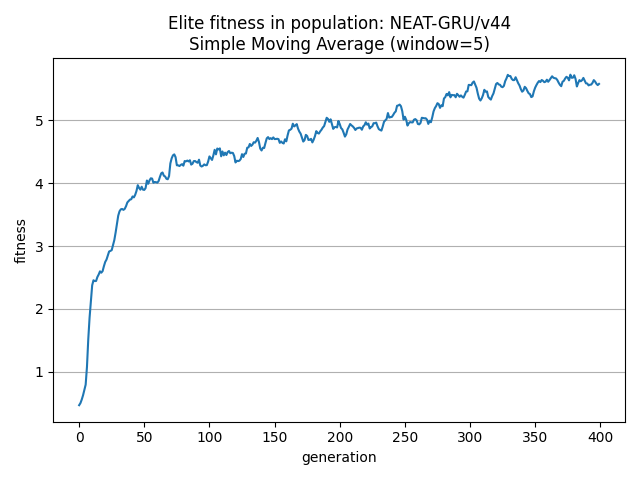 Elite fitness in population: NEAT-GRU/v44
Simple Moving Average (window=5)
fitness
5
4
3
2
1
0 50 100 150 200 250 300 350 400
generation